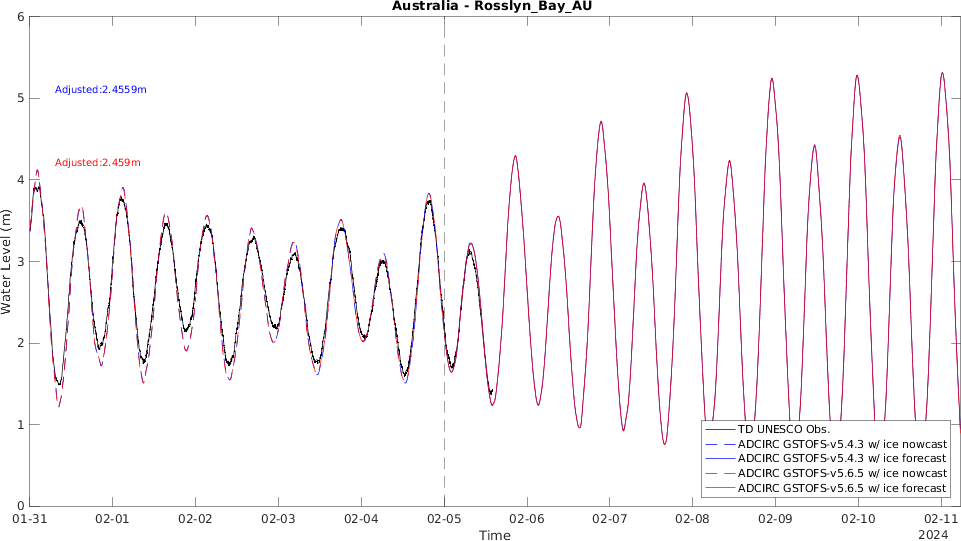 Australia - Rosslyn_Bay_AU
6
5
4
3
2
1
0
Water Level (m)
Adjusted:2.4559m
Adjusted:2.459m
TD UNESCO Obs.
ADCIRC GSTOFS-v5.4.3 w/ ice nowcast
ADCIRC GSTOFS-v5.4.3 w/ ice forecast
ADCIRC GSTOFS-v5.6.5 w/ ice nowcast
ADCIRC GSTOFS-v5.6.5 w/ ice forecast
01-31 02-01 02-02 02-03 02-04 02-05 02-06 02-07 02-08 02-09 02-10 02-11
Time
2024